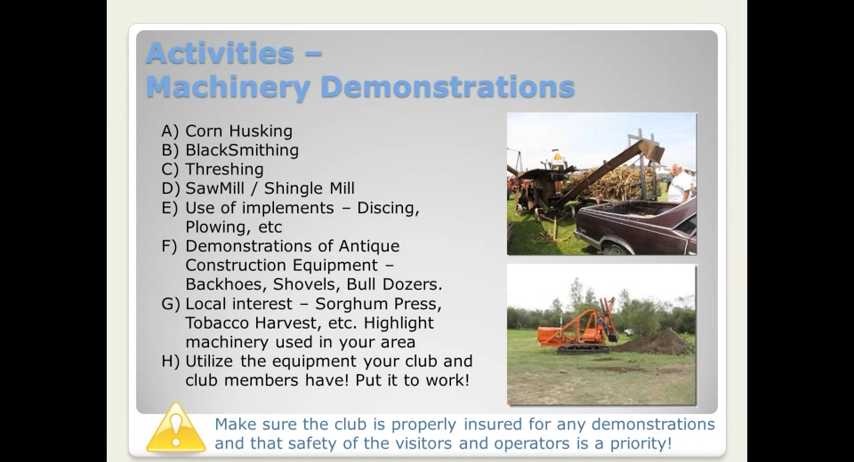 Activities –
Machinery Demonstrations
A) Corn Husking
B) BlackSmithing
C) Threshing
D) SawMill / Shingle Mill
E) Use of implements – Discing,
Plowing, etc
F) Demonstrations of Antique
Construction Equipment –
Backhoes, Shovels, Bull Dozers.
G) Local interest – Sorghum Press,
Tobacco Harvest, etc. Highlight
machinery used in your area
H) Utilize the equipment your club and
club members have! Put it to work!
Make sure the club is properly insured for any demonstrations
and that safety of the visitors and operators is a priority!